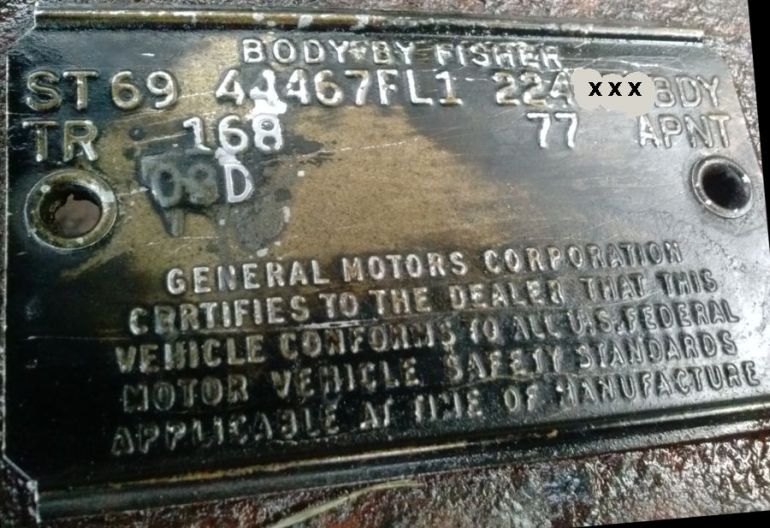 BODY BY FISHER
ST69 44467FL1 224 xxx BDY
TR 168 77 APNT
08D
GENERAL MOTORS CORPORATION
CERTIFIES TO THE DEALER THAT THIS
VEHICLE CONFORMS TO ALL U.S. FEDERAL
MOTOR VEHICLE SAFETY STANDARDS
APPLICABLE AT TIME OF MANUFACTURE